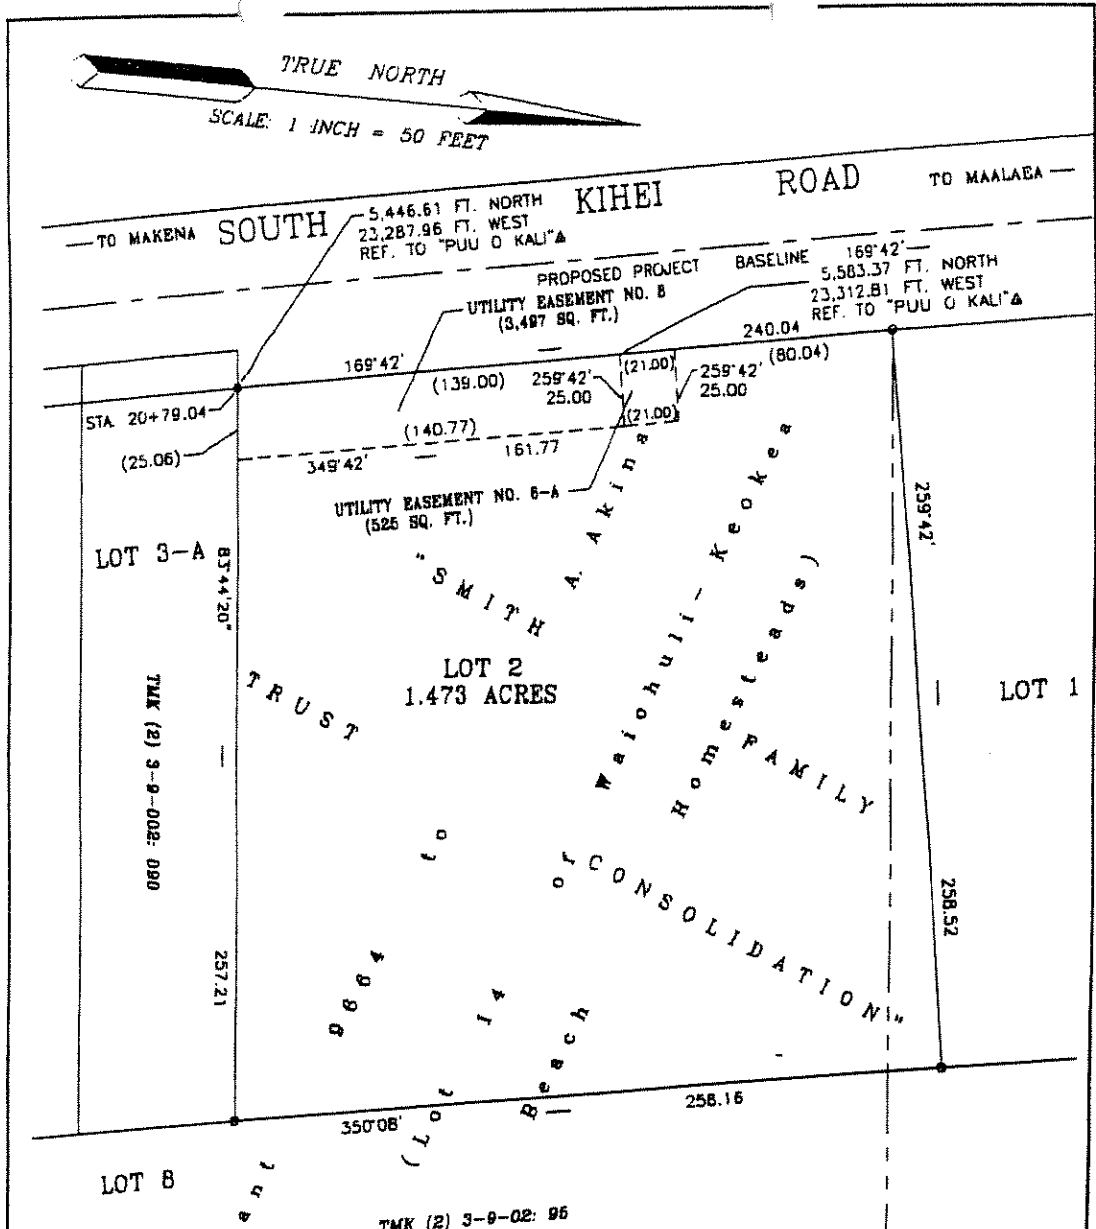 TRUE NORTH
SCALE: 1 INCH = 50 FEET
TO MAKENA
SOUTH KIHEI ROAD
TO MAALAEA
5,446.61 FT. NORTH
23,287.96 FT. WEST
REF. TO "PUU O KALI"
PROPOSED PROJECT BASELINE 169°42'
5,583.37 FT. NORTH
23,312.81 FT. WEST
REF. TO "PUU O KALI"
UTILITY EASEMENT NO. 8
(3,497 SQ. FT.)
169°42'
240.04
(139.00)
259°42'
25.00
(21.00)
259°42'
25.00
(80.04)
STA. 20+79.04
(25.06)
(140.77)
(21.00)
349°42'
161.77
UTILITY EASEMENT NO. 8-A
(525 SQ. FT.)
LOT 3-A
83°44'20"
257.21
TMK (2) 3-9-002: 090
"SMITH
TRUST
FAMILY
CONSOLIDATION"
LOT 2
1.473 ACRES
LOT 1
259°42'
258.52
ant 9664 to A. Akina
(Lot 14 of Waiohuli-Keokea
Beach Homesteads)
350°08'
258.16
LOT 8
TMK (2) 3-9-02: 95